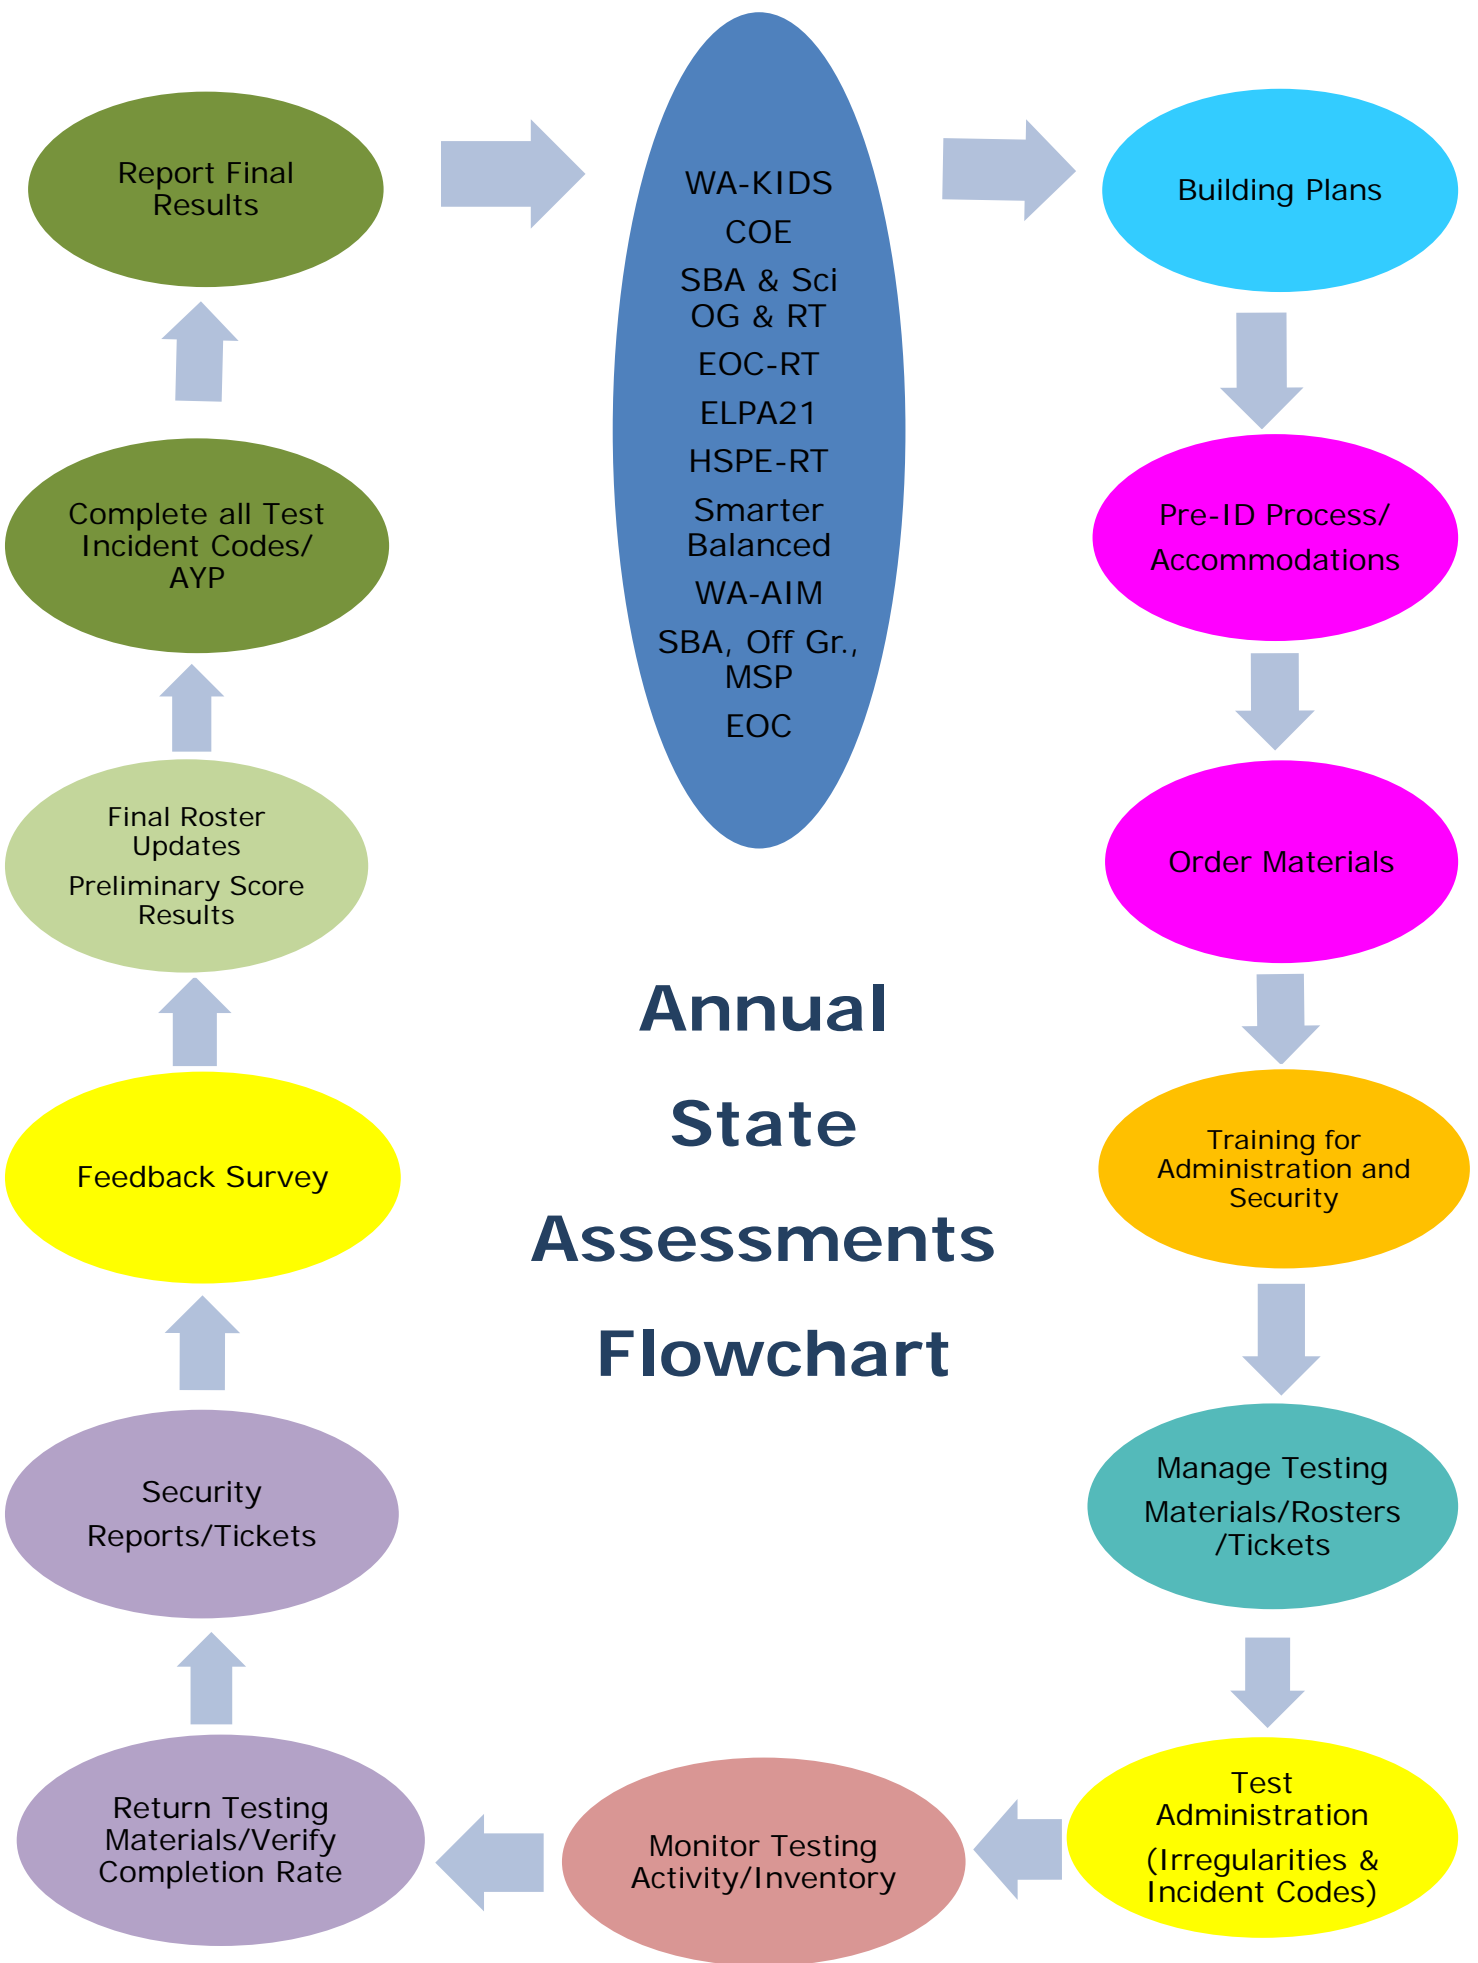 WA-KIDS
COE
SBA & Sci
OG & RT
EOC-RT
ELPA21
HSPE-RT
Smarter
Balanced
WA-AIM
SBA, Off Gr.,
MSP
EOC
Building Plans
Pre-ID Process/
Accommodations
Order Materials
Training for
Administration and
Security
Manage Testing
Materials/Rosters
/Tickets
Test
Administration
(Irregularities &
Incident Codes)
Monitor Testing
Activity/Inventory
Return Testing
Materials/Verify
Completion Rate
Security
Reports/Tickets
Feedback Survey
Final Roster
Updates
Preliminary Score
Results
Complete all Test
Incident Codes/
AYP
Report Final
Results
Annual
State
Assessments
Flowchart